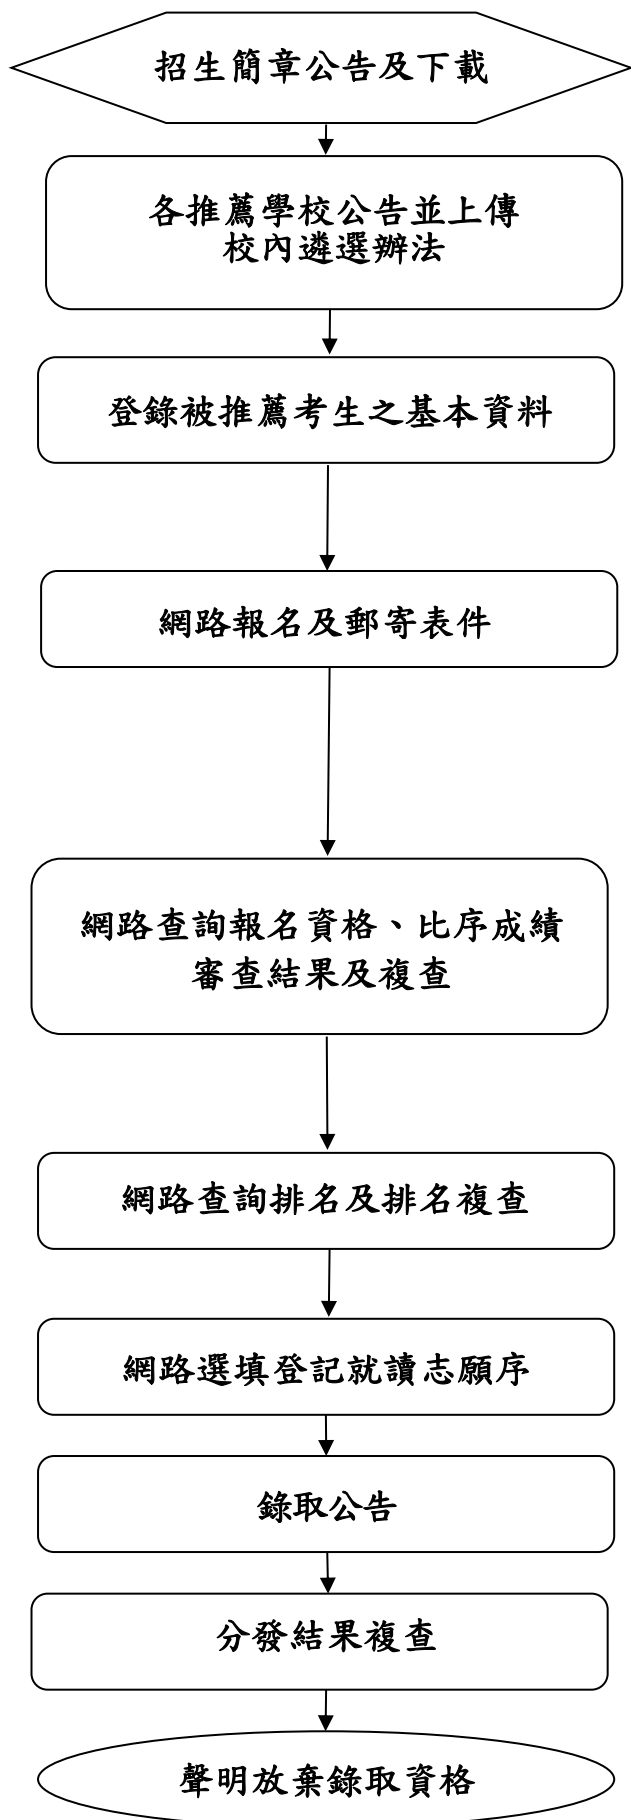 招生簡章公告及下載
各推薦學校公告並上傳
校內遴選辦法
登錄被推薦考生之基本資料
網路報名及郵寄表件
網路查詢報名資格、比序成績
審查結果及複查
網路查詢排名及排名複查
網路選填登記就讀志願序
錄取公告
分發結果複查
聲明放棄錄取資格